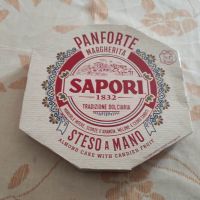 PANFORTE
MARGHERITA
SAPORI
1832
TRADIZIONE DOLCIARIA
STESO A MANO
ALMOND CAKE WITH CANDIED FRUIT